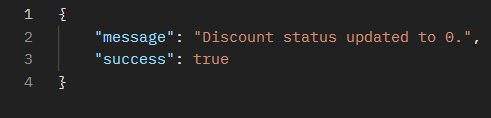 1 {
2 "message": "Discount status updated to 0.",
3 "success": true
4 }